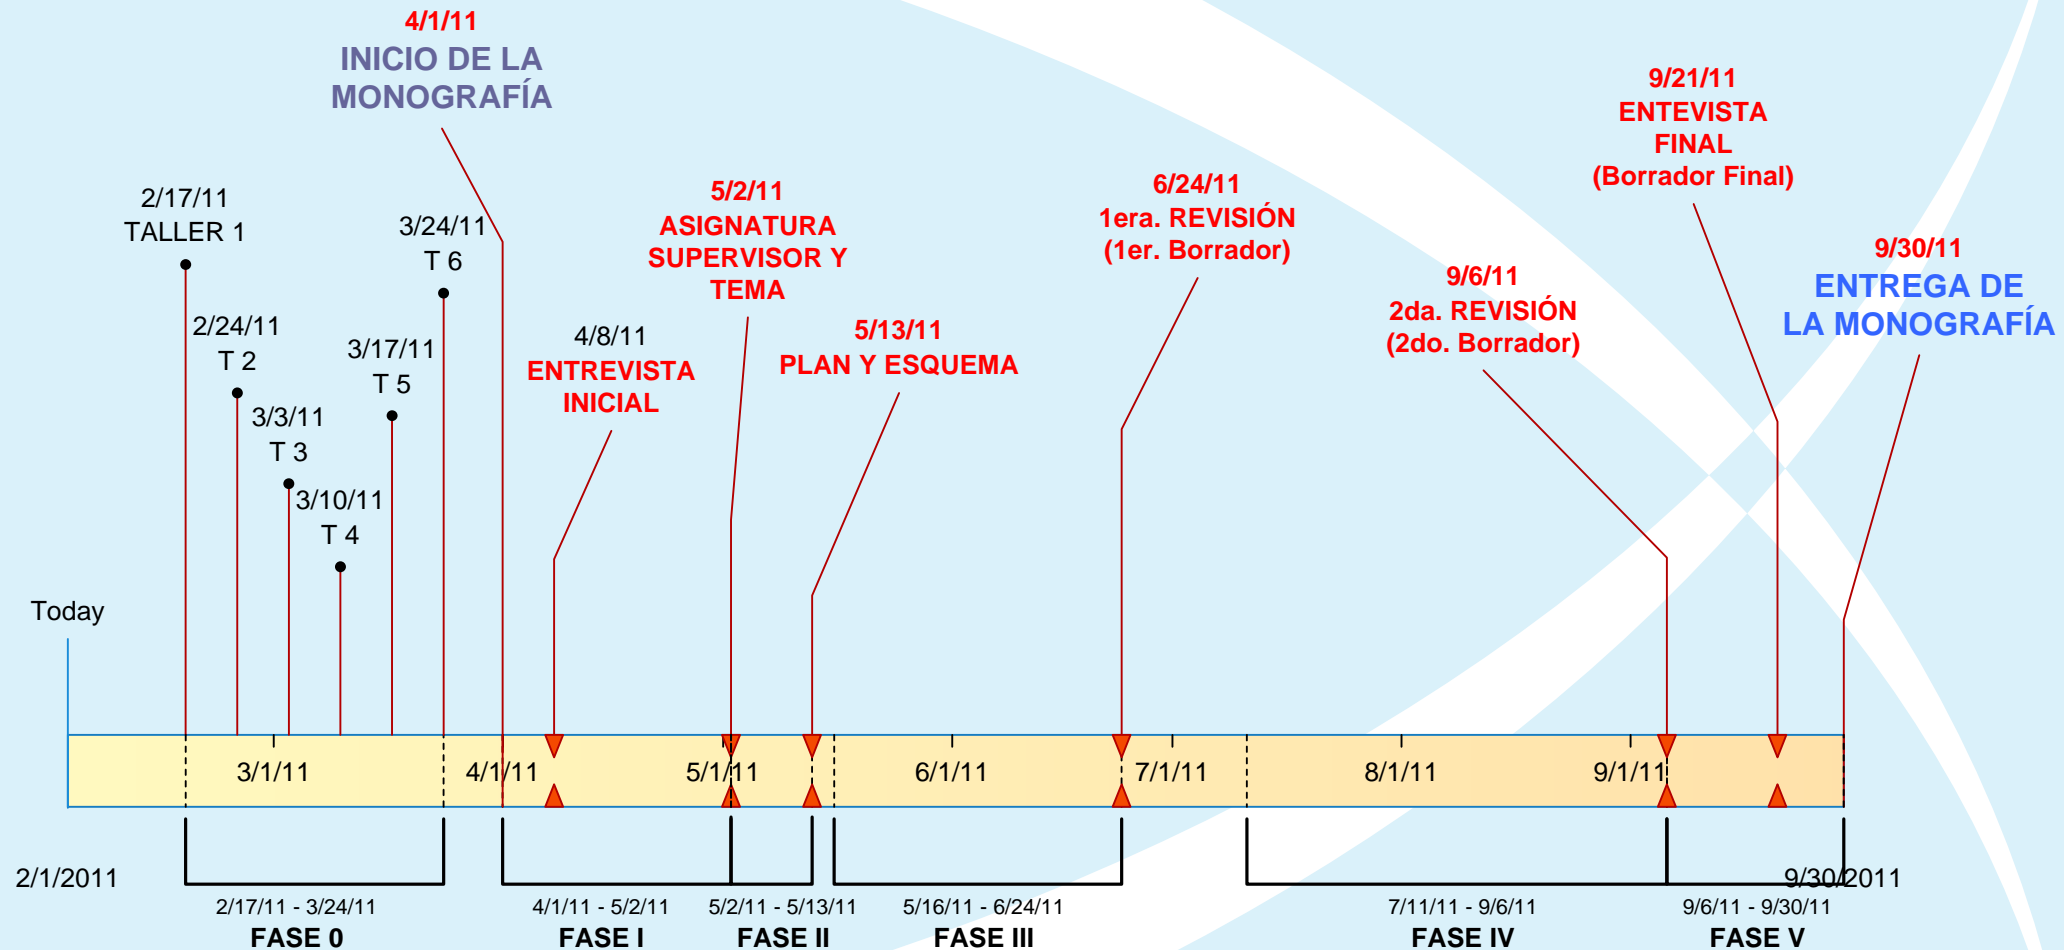 4/1/11
INICIO DE LA
MONOGRAFÍA
2/17/11
TALLER 1
2/24/11
T 2
3/3/11
T 3
3/10/11
T 4
3/17/11
T 5
3/24/11
T 6
4/8/11
ENTREVISTA
INICIAL
5/2/11
ASIGNATURA
SUPERVISOR Y
TEMA
5/13/11
PLAN Y ESQUEMA
6/24/11
1era. REVISIÓN
(1er. Borrador)
9/6/11
2da. REVISIÓN
(2do. Borrador)
9/21/11
ENTEVISTA
FINAL
(Borrador Final)
9/30/11
ENTREGA DE
LA MONOGRAFÍA
Today
3/1/11
4/1/11
5/1/11
6/1/11
7/1/11
8/1/11
9/1/11
2/1/2011
9/30/2011
2/17/11 - 3/24/11
FASE 0
4/1/11 - 5/2/11
FASE I
5/2/11 - 5/13/11
FASE II
5/16/11 - 6/24/11
FASE III
7/11/11 - 9/6/11
FASE IV
9/6/11 - 9/30/11
FASE V